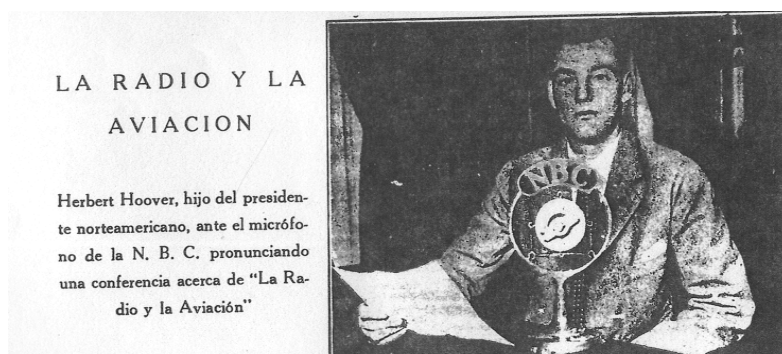 LA RADIO Y LA
AVIACION
Herbert Hoover, hijo del presiden-
te norteamericano, ante el micrófo-
no de la N. B. C. pronunciando
una conferencia acerca de “La Ra-
dio y la Aviación”
NBC